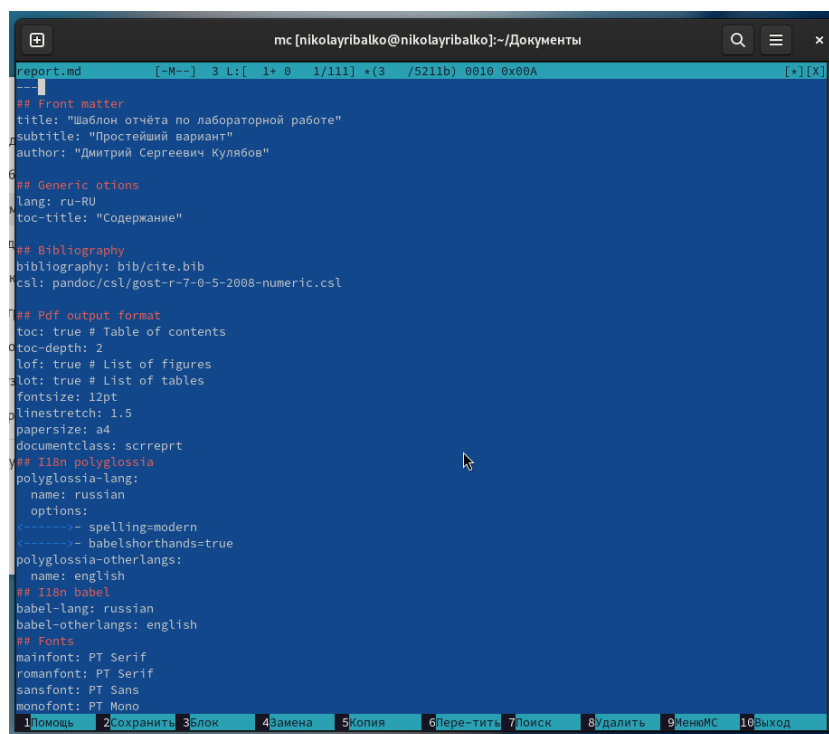 mc [nikolayribalko@nikolayribalko]:~/Документы
report.md [-M--] 3 L:[ 1+ 0 1/111] *(3 /5211b) 0010 0x00A [*][X]
---
## Front matter
title: "Шаблон отчёта по лабораторной работе"
subtitle: "Простейший вариант"
author: "Дмитрий Сергеевич Кулябов"
## Generic otions
lang: ru-RU
toc-title: "Содержание"
## Bibliography
bibliography: bib/cite.bib
csl: pandoc/csl/gost-r-7-0-5-2008-numeric.csl
## Pdf output format
toc: true # Table of contents
toc-depth: 2
lof: true # List of figures
lot: true # List of tables
fontsize: 12pt
linestretch: 1.5
papersize: a4
documentclass: scrreprt
## I18n polyglossia
polyglossia-lang:
  name: russian
  options:
<------>- spelling=modern
<------>- babelshorthands=true
polyglossia-otherlangs:
  name: english
## I18n babel
babel-lang: russian
babel-otherlangs: english
## Fonts
mainfont: PT Serif
romanfont: PT Serif
sansfont: PT Sans
monofont: PT Mono
1Помощь 2Сохранить 3Блок 4Замена 5Копия 6Пере~тить 7Поиск 8Удалить 9МенюMC 10Выход